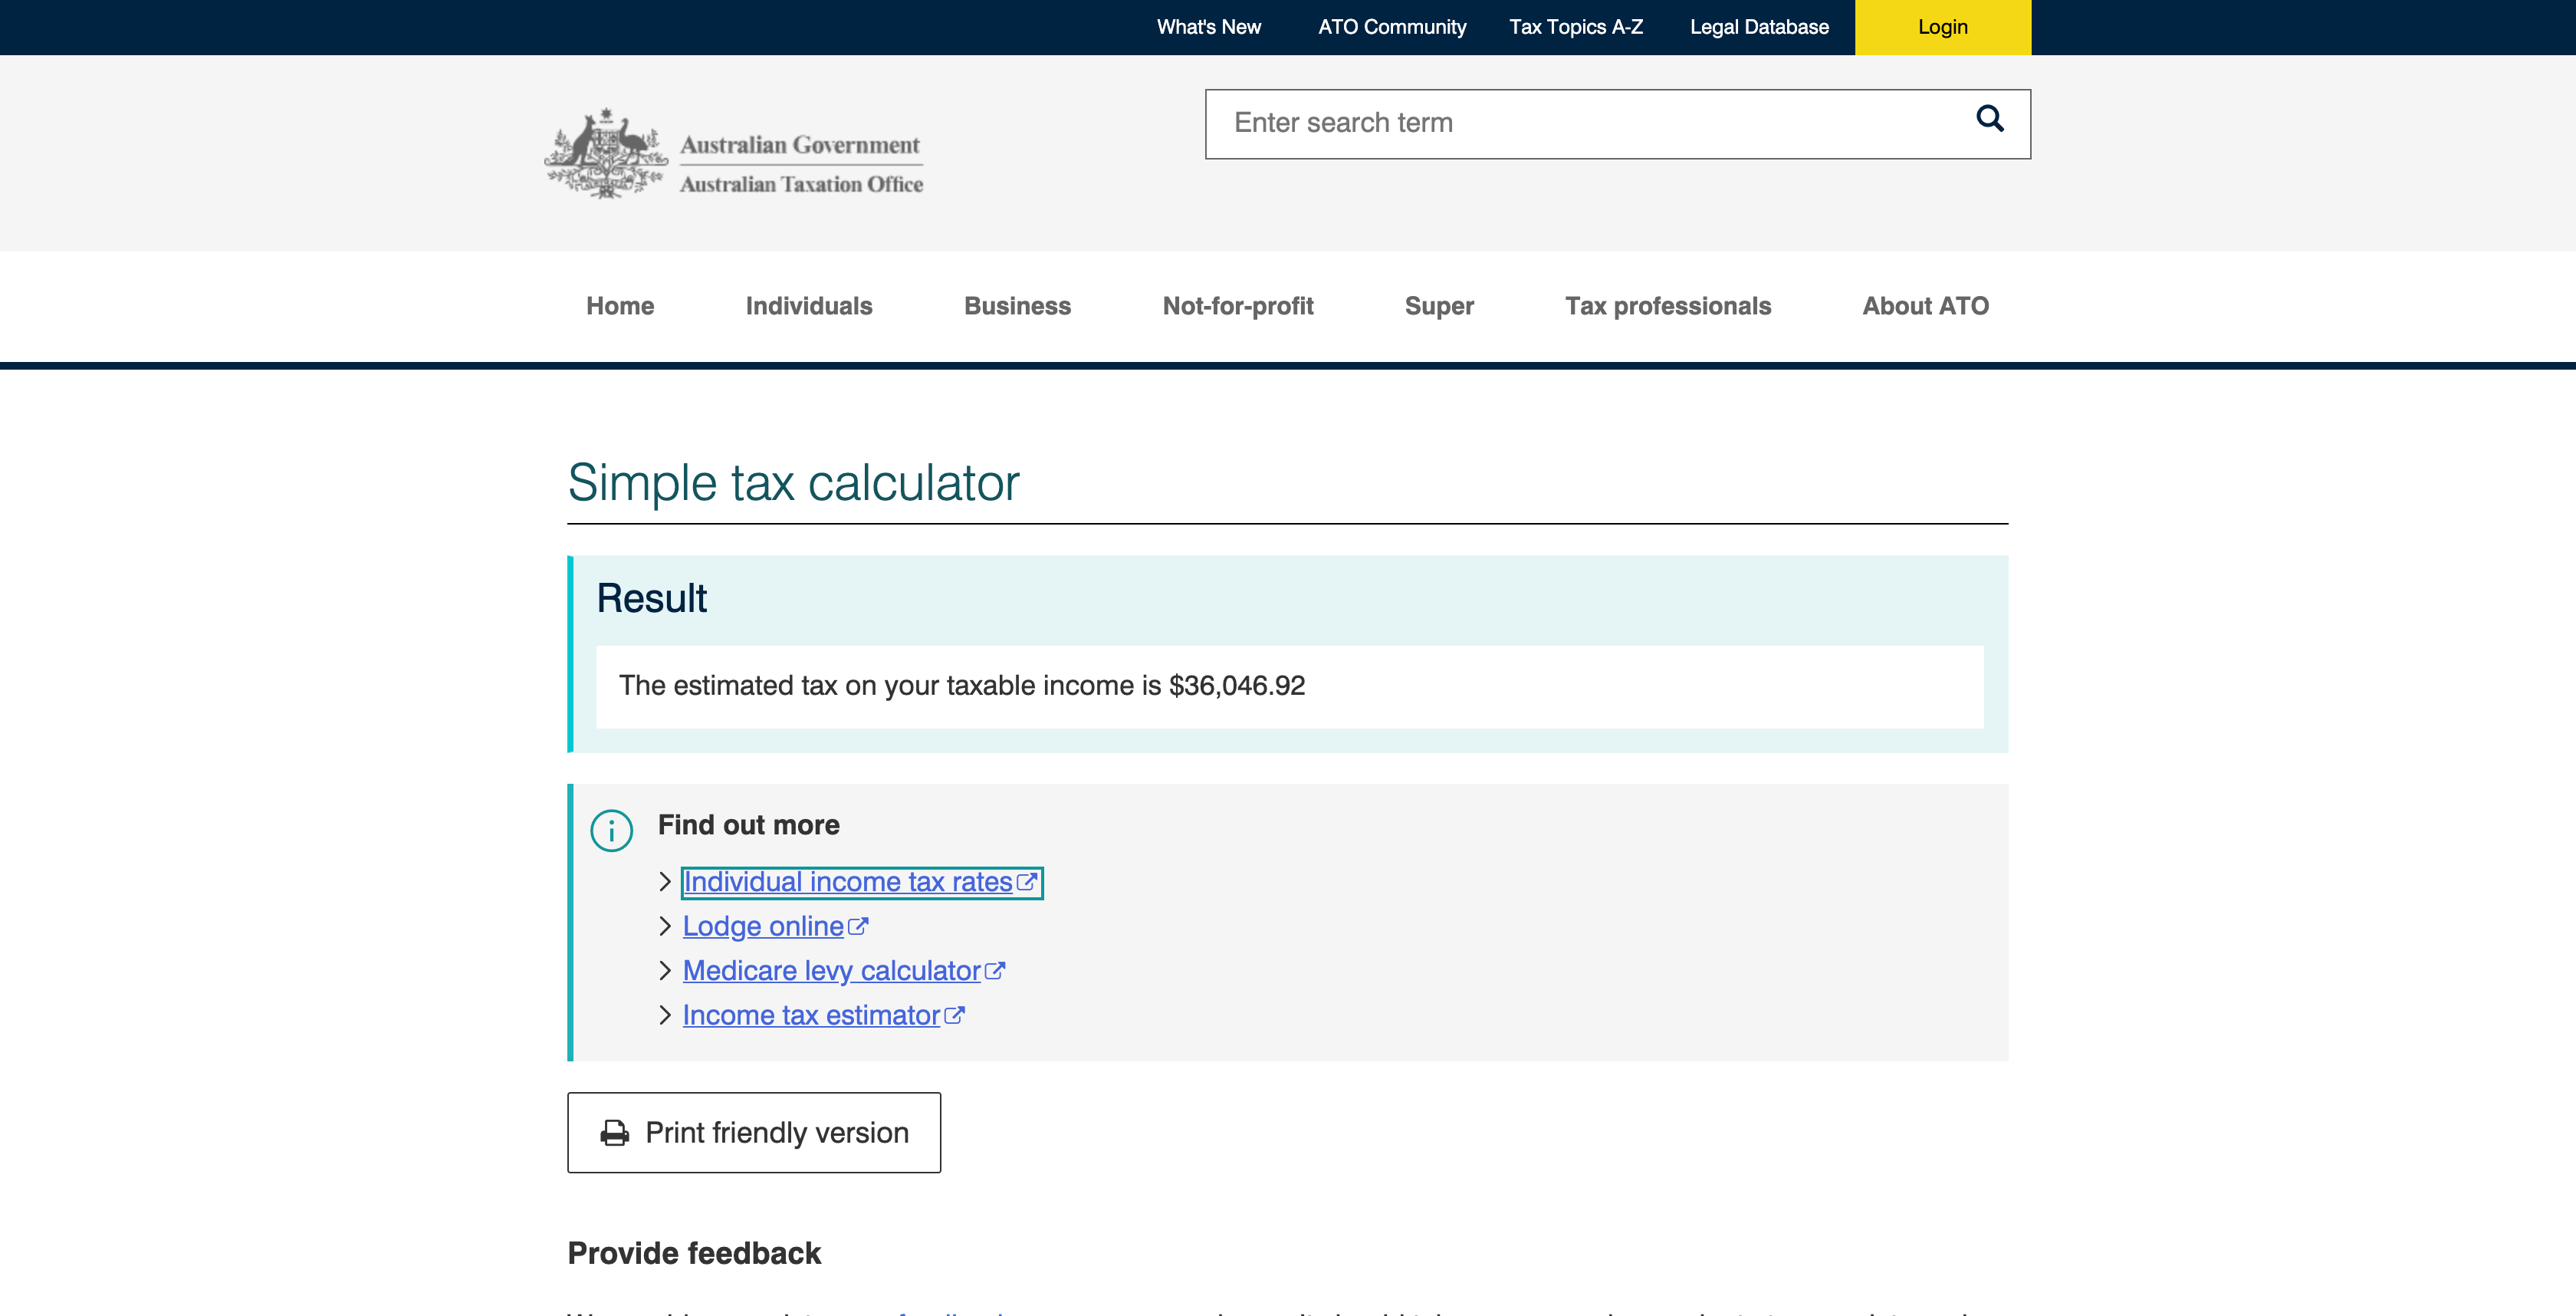 What's New
ATO Community
Tax Topics A-Z
Legal Database
Login
Australian Government
Australian Taxation Office
Enter search term
Home
Individuals
Business
Not-for-profit
Super
Tax professionals
About ATO
Simple tax calculator
Result
The estimated tax on your taxable income is $36,046.92
Find out more
Individual income tax rates
Lodge online
Medicare levy calculator
Income tax estimator
Print friendly version
Provide feedback